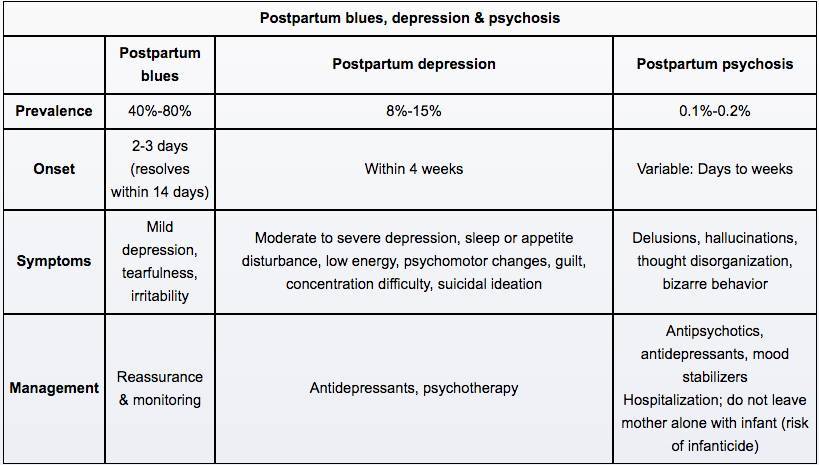 Postpartum blues, depression & psychosis
Postpartum
blues
Postpartum depression
Postpartum psychosis
Prevalence
40%-80%
8%-15%
0.1%-0.2%
Onset
2-3 days
(resolves
within 14 days)
Within 4 weeks
Variable: Days to weeks
Symptoms
Mild
depression,
tearfulness,
irritability
Moderate to severe depression, sleep or appetite
disturbance, low energy, psychomotor changes, guilt,
concentration difficulty, suicidal ideation
Delusions, hallucinations,
thought disorganization,
bizarre behavior
Management
Reassurance
& monitoring
Antidepressants, psychotherapy
Antipsychotics,
antidepressants, mood
stabilizers
Hospitalization; do not leave
mother alone with infant (risk
of infanticide)